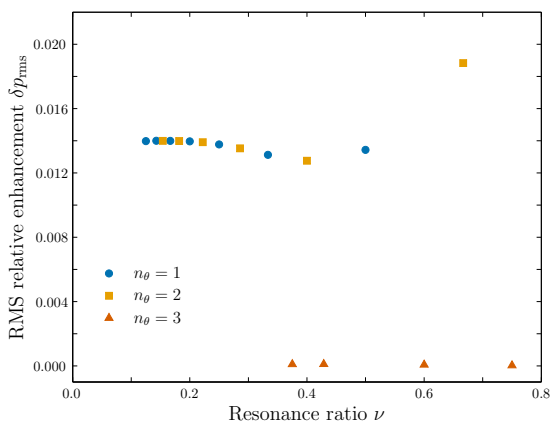 RMS relative enhancement δp_rms
0.020
0.016
0.012
0.008
0.004
0.000
n_θ = 1
n_θ = 2
n_θ = 3
0.0 0.2 0.4 0.6 0.8
Resonance ratio ν